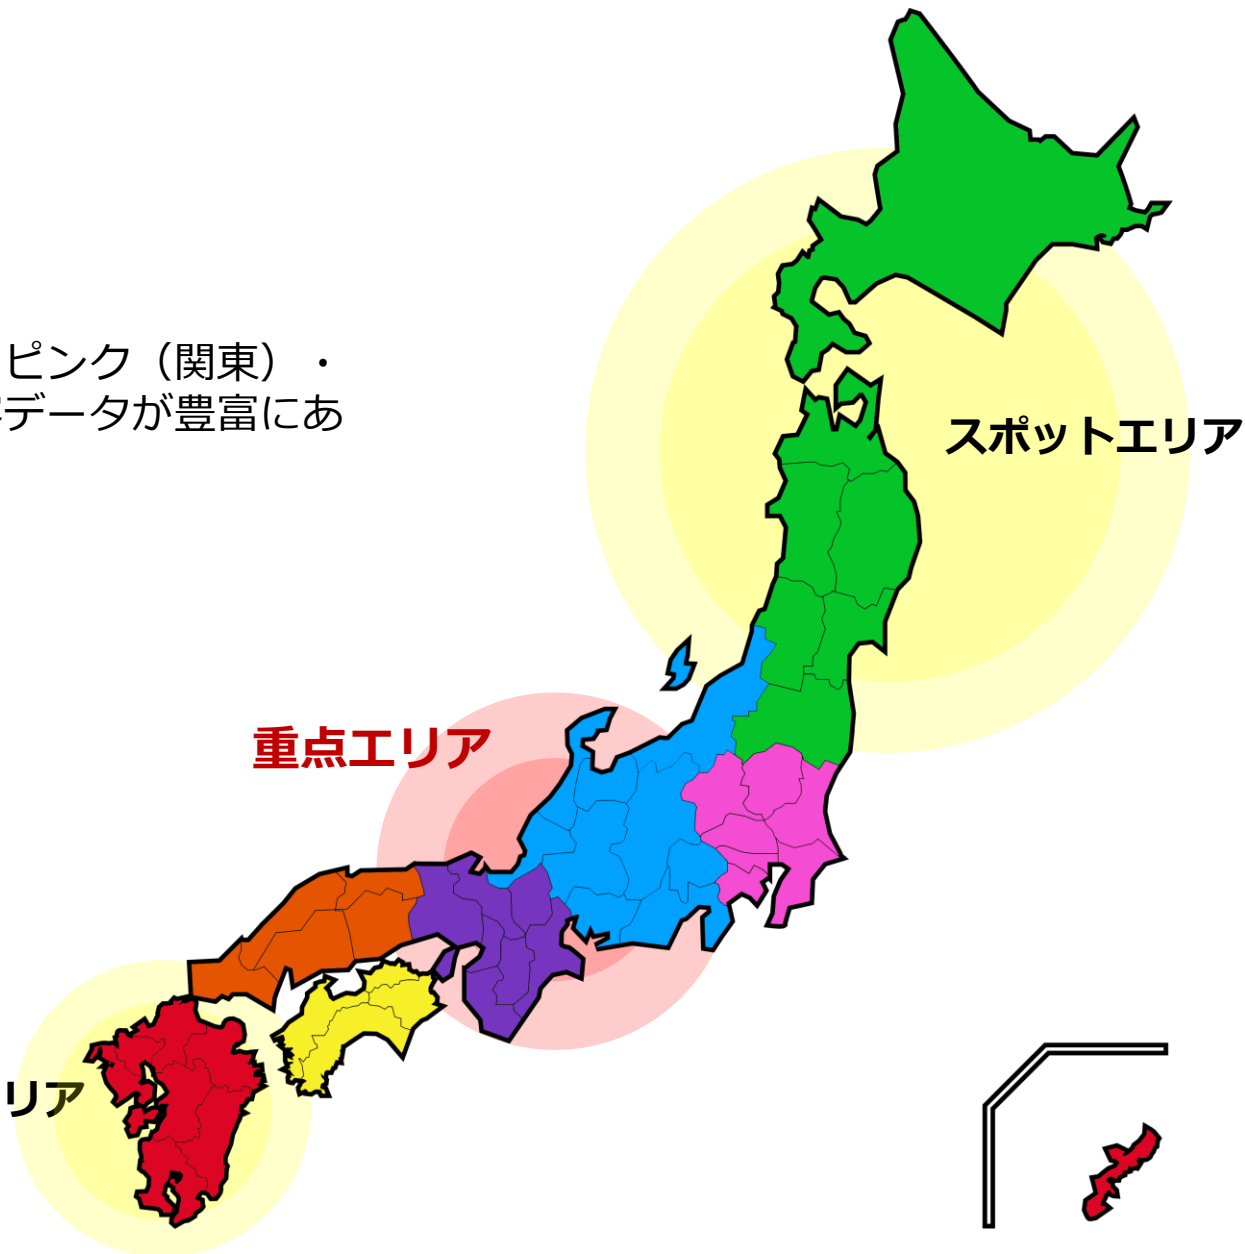 ピンク（関東）・
データが豊富にあ
スポットエリア
重点エリア
リア